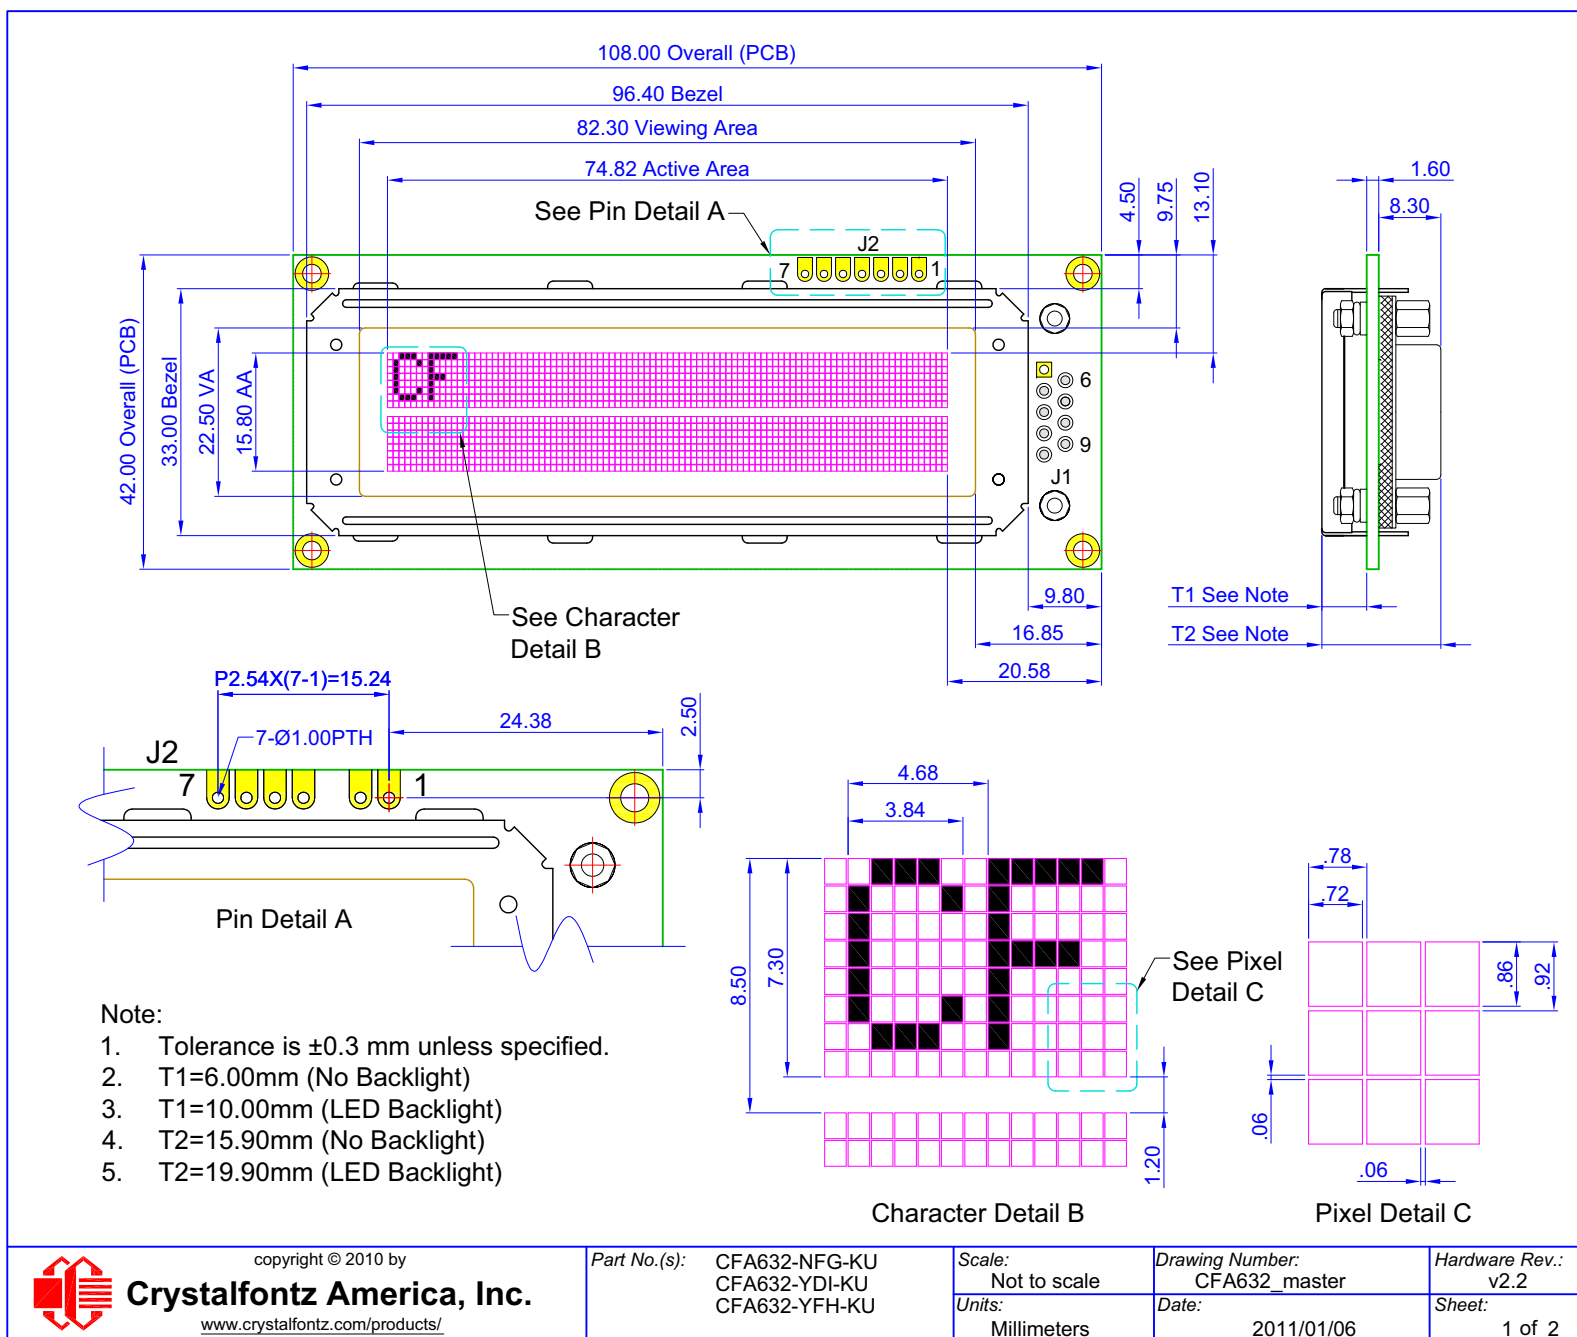 108.00 Overall (PCB)
96.40 Bezel
82.30 Viewing Area
74.82 Active Area
See Pin Detail A
J2
7
1
4.50
9.75
13.10
1.60
8.30
42.00 Overall (PCB)
33.00 Bezel
22.50 VA
15.80 AA
CF
6
9
J1
9.80
16.85
20.58
T1 See Note
T2 See Note
See Character
Detail B
P2.54X(7-1)=15.24
24.38
2.50
7-Ø1.00PTH
J2
7
1
Pin Detail A
4.68
3.84
8.50
7.30
1.20
CF
See Pixel
Detail C
Character Detail B
.78
.72
.86
.92
.06
.06
Pixel Detail C
Note:
1. Tolerance is ±0.3 mm unless specified.
2. T1=6.00mm (No Backlight)
3. T1=10.00mm (LED Backlight)
4. T2=15.90mm (No Backlight)
5. T2=19.90mm (LED Backlight)
copyright © 2010 by
Crystalfontz America, Inc.
www.crystalfontz.com/products/
Part No.(s): CFA632-NFG-KU
CFA632-YDI-KU
CFA632-YFH-KU
Scale:
Not to scale
Units:
Millimeters
Drawing Number:
CFA632_master
Date:
2011/01/06
Hardware Rev.:
v2.2
Sheet:
1 of 2